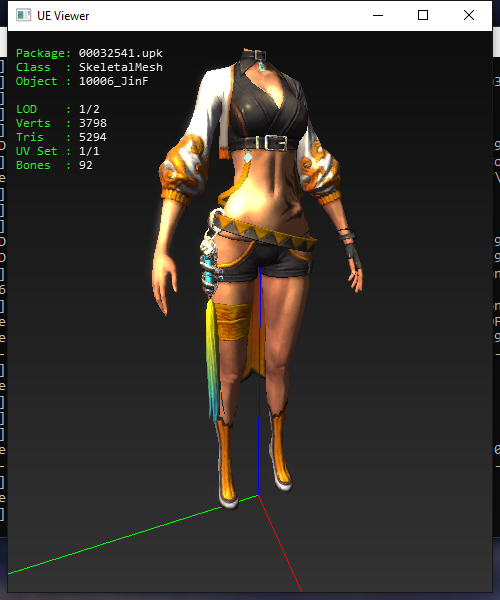 UE Viewer
Package: 00032541.upk
Class  : SkeletalMesh
Object : 10006_JinF
LOD    : 1/2
Verts  : 3798
Tris   : 5294
UV Set : 1/1
Bones  : 92